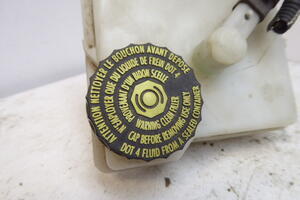 ATTENTION NETTOYER LE BOUCHON AVANT DEPOSE
N'EMPLOYER QUE DU LIQUIDE DE FREIN DOT 4
PROVENANT D'UN BIDON SCELLE
WARNING CLEAN FILLER
CAP BEFORE REMOVING USE ONLY
DOT 4 FLUID FROM A SEALED CONTAINER